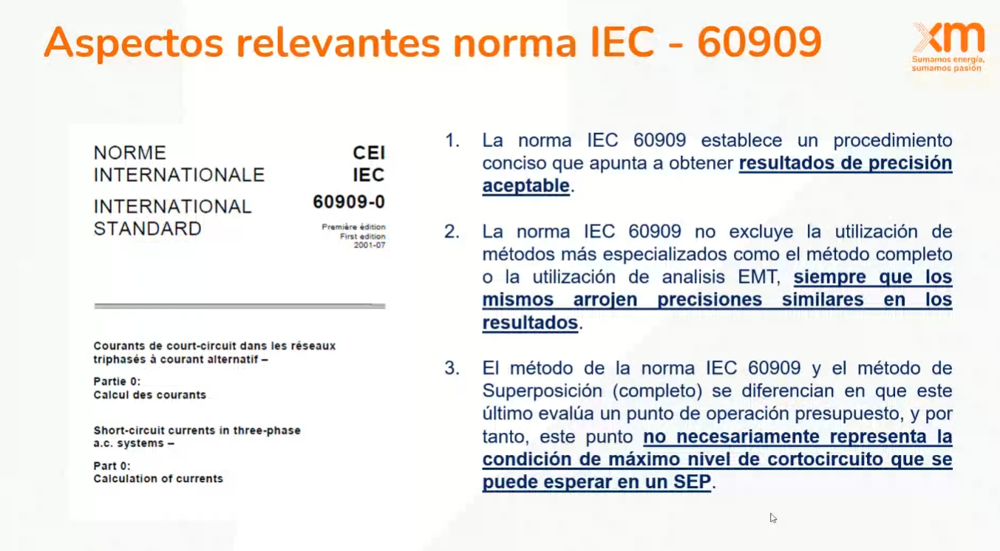 Aspectos relevantes norma IEC - 60909
xm
Sumamos energía,
sumamos pasión
NORME
INTERNATIONALE
CEI
IEC
INTERNATIONAL
STANDARD
60909-0
Première édition
First edition
2001-07
Courants de court-circuit dans les réseaux
triphasés à courant alternatif –
Partie 0:
Calcul des courants
Short-circuit currents in three-phase
a.c. systems –
Part 0:
Calculation of currents
1. La norma IEC 60909 establece un procedimiento
conciso que apunta a obtener resultados de precisión
aceptable.
2. La norma IEC 60909 no excluye la utilización de
métodos más especializados como el método completo
o la utilización de analisis EMT, siempre que los
mismos arrojen precisiones similares en los
resultados.
3. El método de la norma IEC 60909 y el método de
Superposición (completo) se diferencian en que este
último evalúa un punto de operación presupuesto, y por
tanto, este punto no necesariamente representa la
condición de máximo nivel de cortocircuito que se
puede esperar en un SEP.